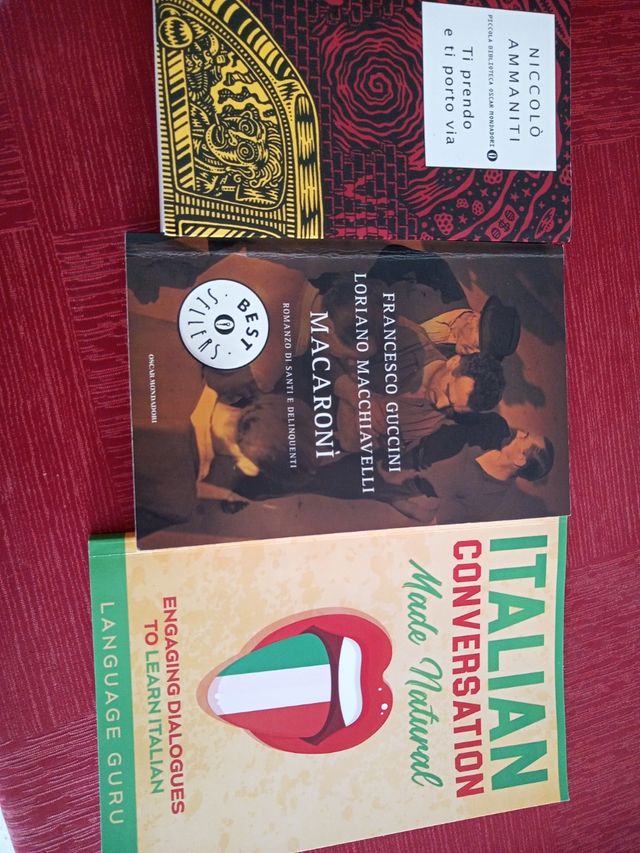 NICCOLÒ
AMMANITI
PICCOLA BIBLIOTECA OSCAR MONDADORI
Ti prendo
e ti porto via
FRANCESCO GUCCINI
LORIANO MACCHIAVELLI
MACARONÌ
ROMANZO DI SANTI E DELINQUENTI
BEST
SELLERS
OSCAR MONDADORI
ITALIAN
CONVERSATION
Made Natural
ENGAGING DIALOGUES
TO LEARN ITALIAN
LANGUAGE GURU